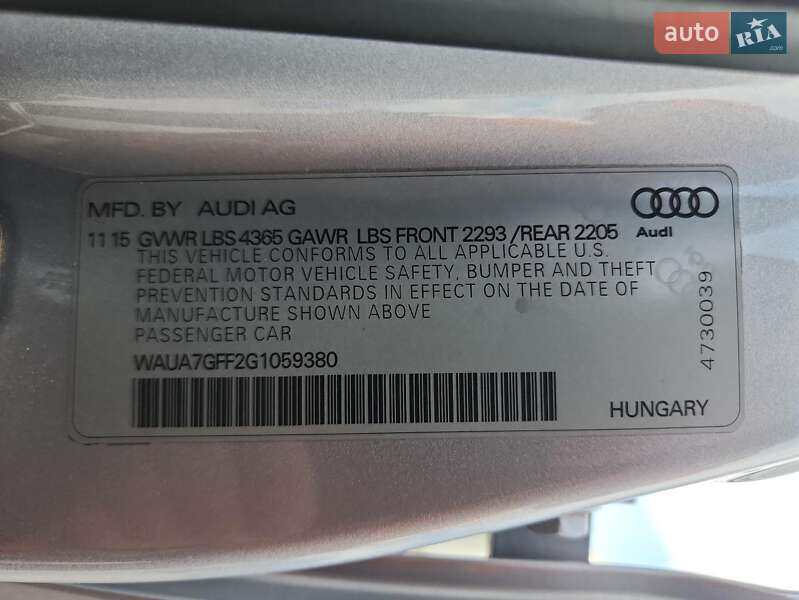 auto RIA
.com
MFD. BY AUDI AG
Audi
11 15 GVWR LBS 4365 GAWR LBS FRONT 2293 /REAR 2205
THIS VEHICLE CONFORMS TO ALL APPLICABLE U.S.
FEDERAL MOTOR VEHICLE SAFETY, BUMPER AND THEFT
PREVENTION STANDARDS IN EFFECT ON THE DATE OF
MANUFACTURE SHOWN ABOVE
PASSENGER CAR
WAUA7GFF2G1059380
4730039
HUNGARY